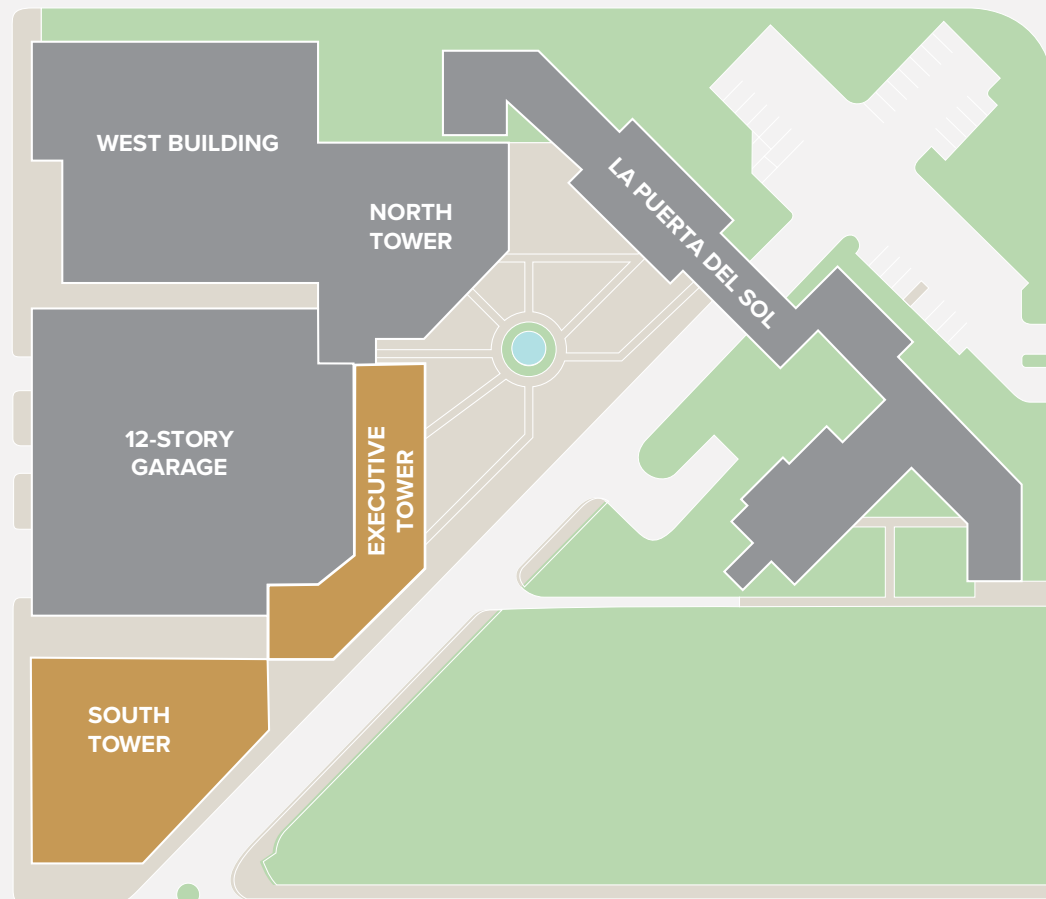 WEST BUILDING
NORTH
TOWER
LA PUERTA DEL SOL
12-STORY
GARAGE
EXECUTIVE
TOWER
SOUTH
TOWER